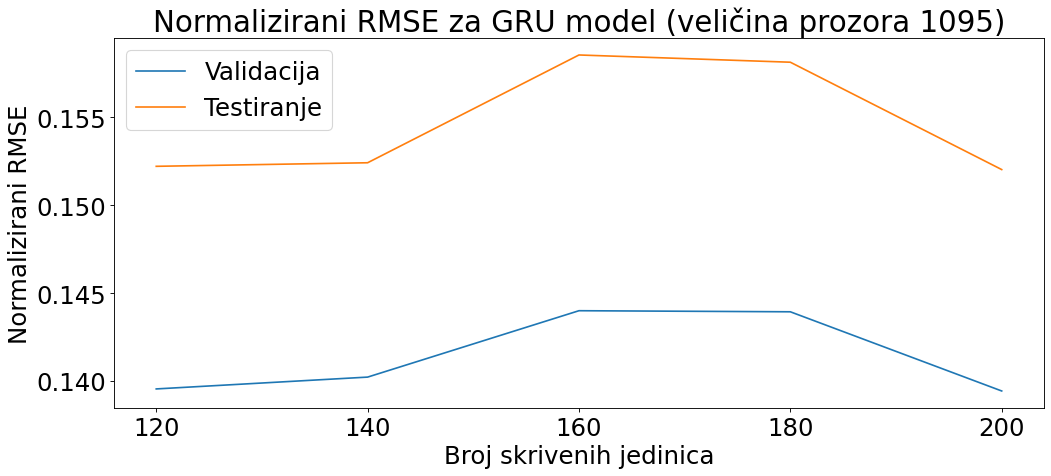 Normalizirani RMSE za GRU model (veličina prozora 1095)
Validacija
Testiranje
Normalizirani RMSE
0.155
0.150
0.145
0.140
120 140 160 180 200
Broj skrivenih jedinica